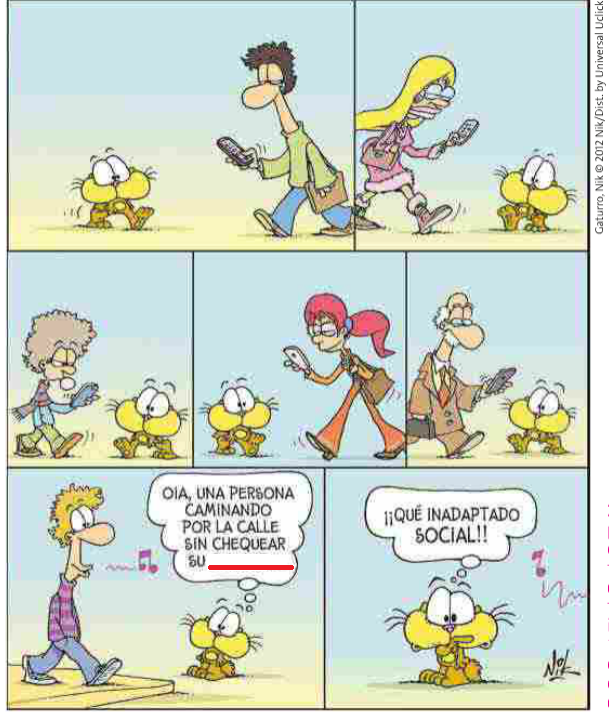 Gaturro, Nik © 2012 Nik/Dist. by Universal Uclick
OIA, UNA PERSONA
CAMINANDO
POR LA CALLE
SIN CHEQUEAR
SU
¡¡QUÉ INADAPTADO
SOCIAL!!
NIK